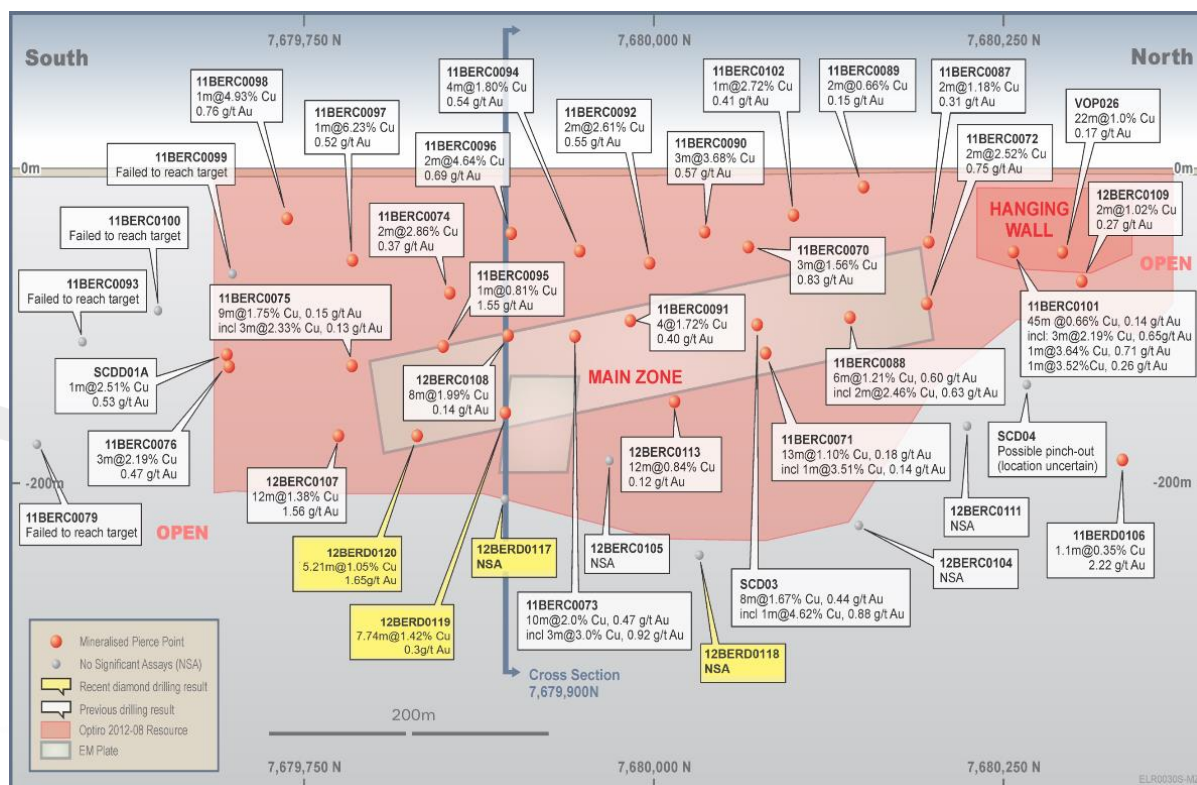 7,679,750 N
7,680,000 N
7,680,250 N
South
North
11BERC0098
1m@4.93% Cu
0.76 g/t Au
11BERC0097
1m@6.23% Cu
0.52 g/t Au
11BERC0094
4m@1.80% Cu
0.54 g/t Au
11BERC0096
2m@4.64% Cu
0.69 g/t Au
11BERC0092
2m@2.61% Cu
0.55 g/t Au
11BERC0102
1m@2.72% Cu
0.41 g/t Au
11BERC0090
3m@3.68% Cu
0.57 g/t Au
11BERC0089
2m@0.66% Cu
0.15 g/t Au
11BERC0087
2m@1.18% Cu
0.31 g/t Au
11BERC0072
2m@2.52% Cu
0.75 g/t Au
VOP026
22m@1.0% Cu
0.17 g/t Au
12BERC0109
2m@1.02% Cu
0.27 g/t Au
0m
0m
11BERC0099
Failed to reach target
11BERC0100
Failed to reach target
11BERC0093
Failed to reach target
11BERC0074
2m@2.86% Cu
0.37 g/t Au
11BERC0095
1m@0.81% Cu
1.55 g/t Au
11BERC0075
9m@1.75% Cu, 0.15 g/t Au
incl 3m@2.33% Cu, 0.13 g/t Au
11BERC0091
4@1.72% Cu
0.40 g/t Au
11BERC0070
3m@1.56% Cu
0.83 g/t Au
HANGING
WALL
OPEN
11BERC0101
45m @0.66% Cu, 0.14 g/t Au
incl: 3m@2.19% Cu, 0.65g/t Au
1m@3.64% Cu, 0.71 g/t Au
1m@3.52%Cu, 0.26 g/t Au
SCDD01A
1m@2.51% Cu
0.53 g/t Au
12BERC0108
8m@1.99% Cu
0.14 g/t Au
MAIN ZONE
11BERC0088
6m@1.21% Cu, 0.60 g/t Au
incl 2m@2.46% Cu, 0.63 g/t Au
11BERC0076
3m@2.19% Cu
0.47 g/t Au
12BERC0107
12m@1.38% Cu
1.56 g/t Au
12BERC0113
12m@0.84% Cu
0.12 g/t Au
11BERC0071
13m@1.10% Cu, 0.18 g/t Au
incl 1m@3.51% Cu, 0.14 g/t Au
SCD04
Possible pinch-out
(location uncertain)
-200m
-200m
11BERC0079
Failed to reach target
OPEN
12BERD0120
5.21m@1.05% Cu
1.65g/t Au
12BERD0117
NSA
12BERC0105
NSA
12BERC0111
NSA
12BERC0104
NSA
11BERD0106
1.1m@0.35% Cu
2.22 g/t Au
12BERD0119
7.74m@1.42% Cu
0.3g/t Au
11BERC0073
10m@2.0% Cu, 0.47 g/t Au
incl 3m@3.0% Cu, 0.92 g/t Au
SCD03
8m@1.67% Cu, 0.44 g/t Au
incl 1m@4.62% Cu, 0.88 g/t Au
12BERD0118
NSA
Cross Section
7,679,900N
Mineralised Pierce Point
No Significant Assays (NSA)
Recent diamond drilling result
Previous drilling result
Optiro 2012-08 Resource
EM Plate
200m
7,679,750 N
7,680,000 N
7,680,250 N